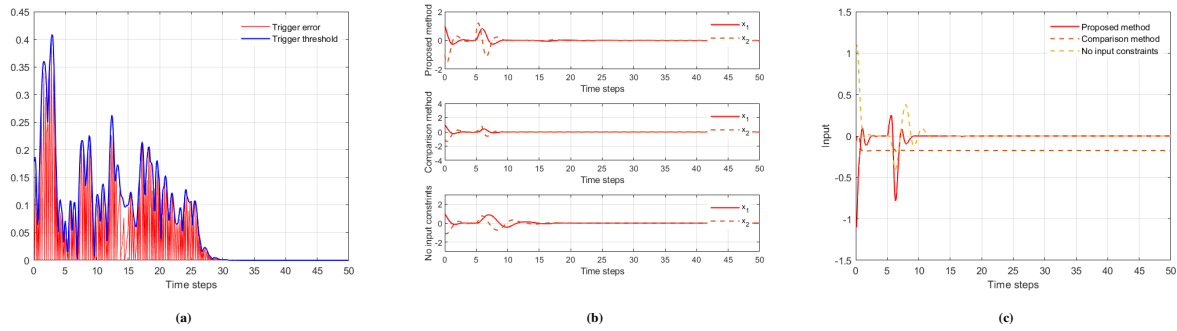 0.45
0.4
0.35
0.3
0.25
0.2
0.15
0.1
0.05
0
Trigger error
Trigger threshold
0 5 10 15 20 25 30 35 40 45 50
Time steps
(a)
Proposed method
2
0
-2
x1
x2
0 5 10 15 20 25 30 35 40 45 50
Time steps
Comparison method
4
2
0
-2
-4
x1
x2
0 5 10 15 20 25 30 35 40 45 50
Time steps
No input constrints
2
0
-2
x1
x2
0 5 10 15 20 25 30 35 40 45 50
Time steps
(b)
Input
1.5
1
0.5
0
-0.5
-1
-1.5
Proposed method
Comparison method
No input constraints
0 5 10 15 20 25 30 35 40 45 50
Time steps
(c)